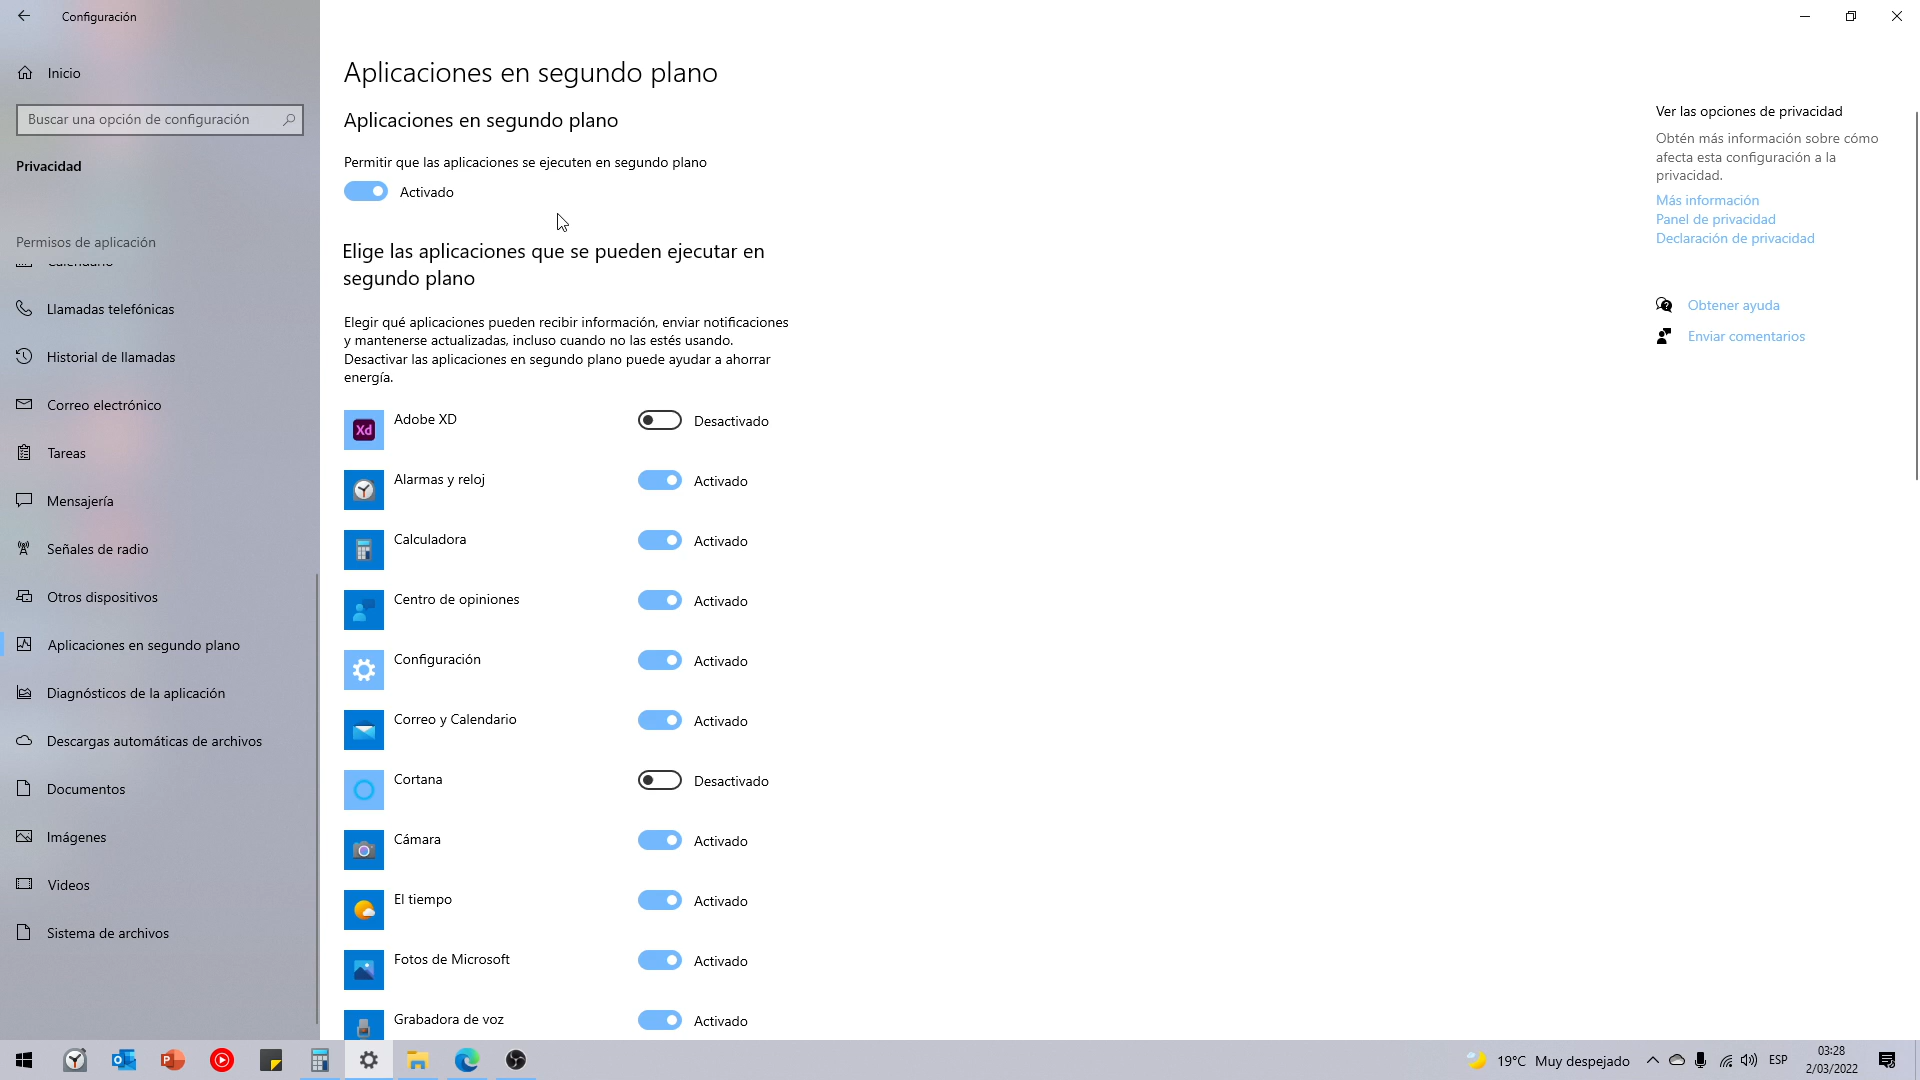 Configuración
Inicio
Buscar una opción de configuración
Privacidad
Permisos de aplicación
Calendario
Llamadas telefónicas
Historial de llamadas
Correo electrónico
Tareas
Mensajería
Señales de radio
Otros dispositivos
Aplicaciones en segundo plano
Diagnósticos de la aplicación
Descargas automáticas de archivos
Documentos
Imágenes
Videos
Sistema de archivos
Aplicaciones en segundo plano
Aplicaciones en segundo plano
Permitir que las aplicaciones se ejecuten en segundo plano
Activado
Elige las aplicaciones que se pueden ejecutar en
segundo plano
Elegir qué aplicaciones pueden recibir información, enviar notificaciones
y mantenerse actualizadas, incluso cuando no las estés usando.
Desactivar las aplicaciones en segundo plano puede ayudar a ahorrar
energía.
Xd Adobe XD Desactivado
Alarmas y reloj Activado
Calculadora Activado
Centro de opiniones Activado
Configuración Activado
Correo y Calendario Activado
Cortana Desactivado
Cámara Activado
El tiempo Activado
Fotos de Microsoft Activado
Grabadora de voz Activado
Ver las opciones de privacidad
Obtén más información sobre cómo
afecta esta configuración a la
privacidad.
Más información
Panel de privacidad
Declaración de privacidad
Obtener ayuda
Enviar comentarios
19°C Muy despejado ESP
03:28
2/03/2022